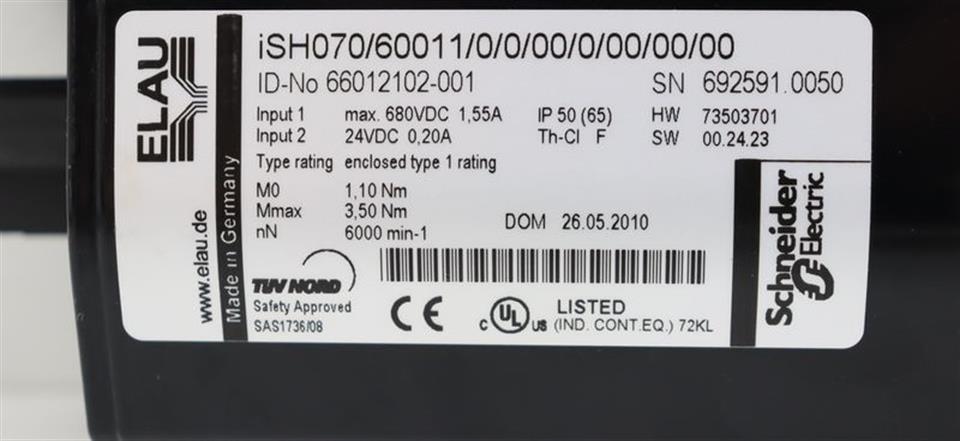 ELAU
www.elau.de
Made in Germany
iSH070/60011/0/0/00/0/00/00/00
ID-No 66012102-001 SN 692591.0050
Input 1 max. 680VDC 1,55A IP 50 (65) HW 73503701
Input 2 24VDC 0,20A Th-Cl F SW 00.24.23
Type rating enclosed type 1 rating
M0 1,10 Nm
Mmax 3,50 Nm
nN 6000 min-1
DOM 26.05.2010
TÜV NORD
Safety Approved
SAS1736/08
CE
c UL us LISTED
(IND. CONT.EQ.) 72KL
Schneider
Electric